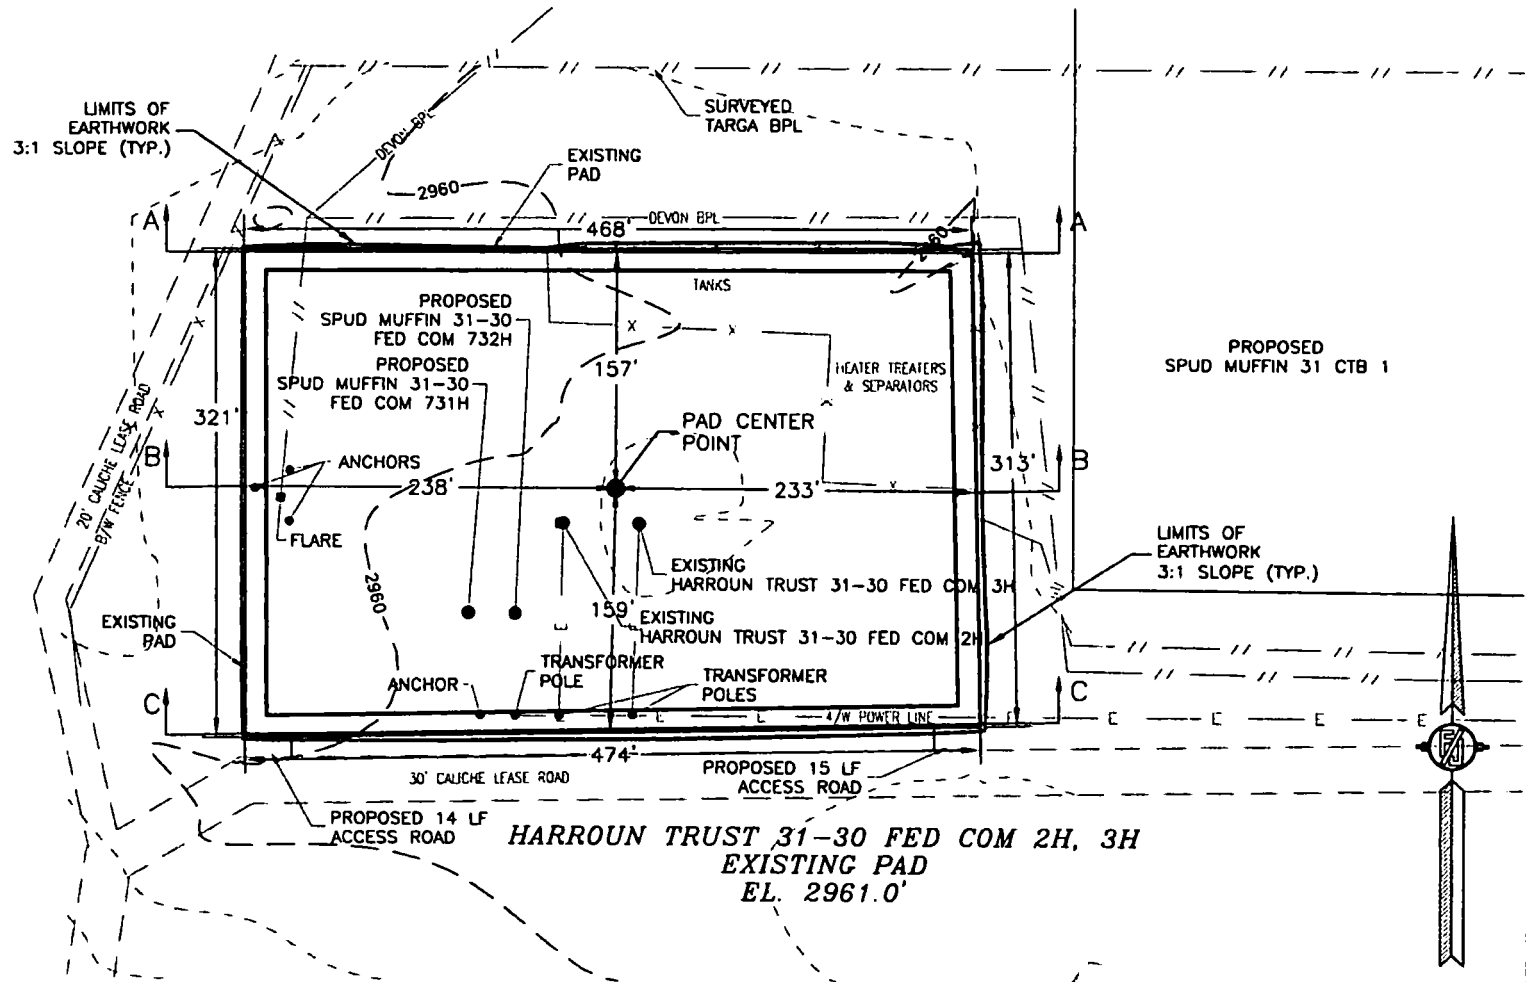 LIMITS OF
EARTHWORK
3:1 SLOPE (TYP.)
DEVON BPL
SURVEYED
TARGA BPL
EXISTING
PAD
2960
A
468'
DEVON BPL
2960
A
TANKS
PROPOSED
SPUD MUFFIN 31-30
FED COM 732H
PROPOSED
SPUD MUFFIN 31-30
FED COM 731H
157'
X
X
HEATER TREATERS
& SEPARATORS
PROPOSED
SPUD MUFFIN 31 CTB 1
321'
20' CALICHE LEASE ROAD
B/W FENCE
X
X
X
PAD CENTER
POINT
B
ANCHORS
238'
233'
X
X
313'
B
FLARE
2960
EXISTING
HARROUN TRUST 31-30 FED COM 3H
LIMITS OF
EARTHWORK
3:1 SLOPE (TYP.)
159'
EXISTING
HARROUN TRUST 31-30 FED COM 2H
EXISTING
PAD
TRANSFORMER
POLE
TRANSFORMER
POLES
ANCHOR
C
C
E
E
E
4/W POWER LINE
E
E
E
E
E
474'
30' CALICHE LEASE ROAD
PROPOSED 15 LF
ACCESS ROAD
PROPOSED 14 LF
ACCESS ROAD
HARROUN TRUST 31-30 FED COM 2H, 3H
EXISTING PAD
EL. 2961.0'